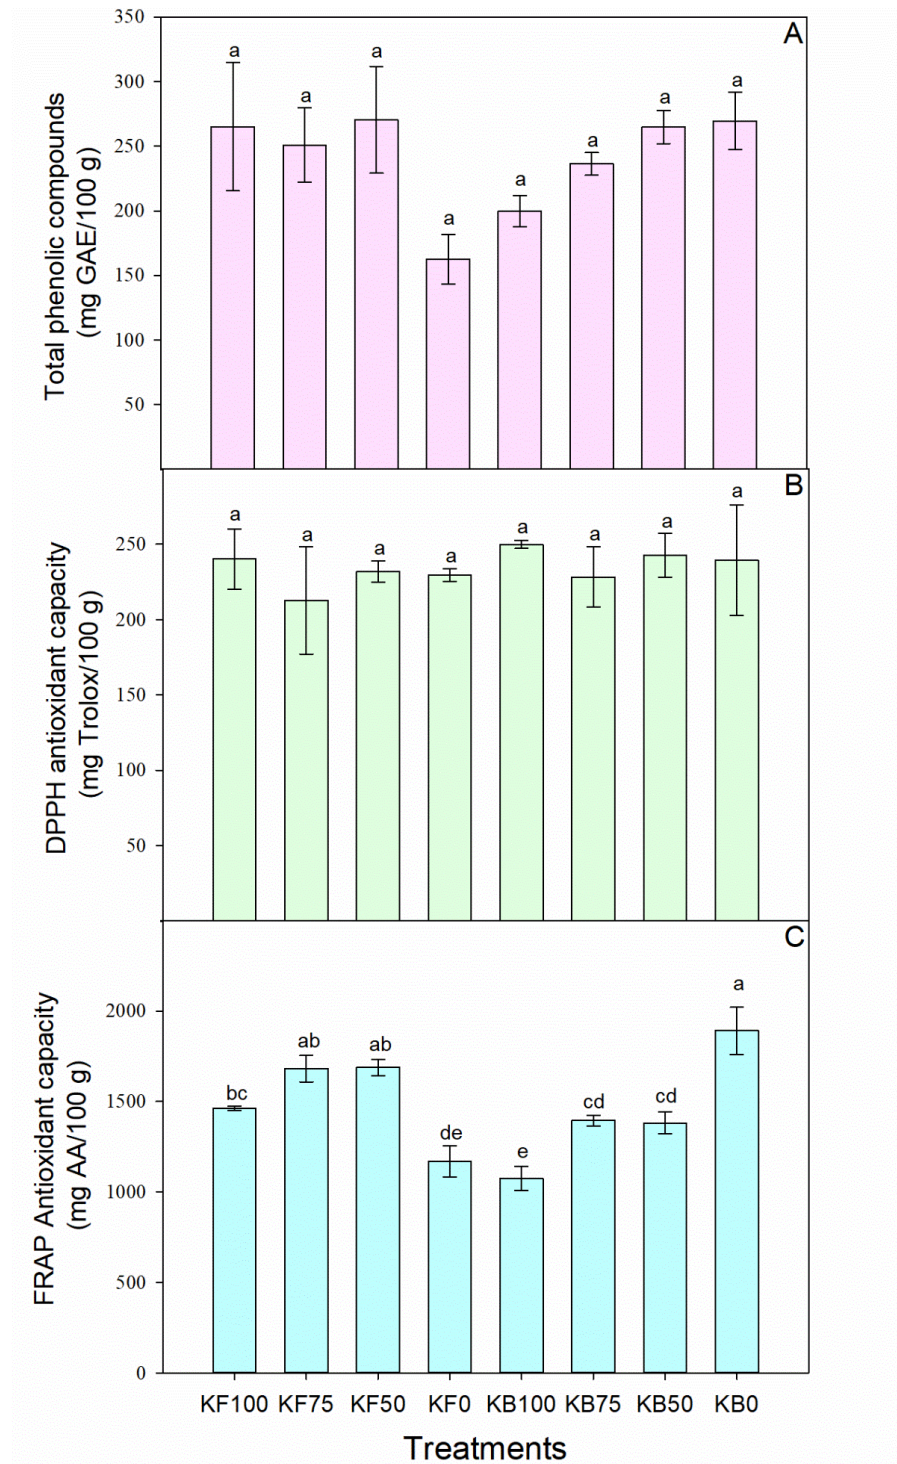 A
Total phenolic compounds
(mg GAE/100 g)
350
300
250
200
150
100
50
a a a a a a a a
B
DPPH antioxidant capacity
(mg Trolox/100 g)
250
200
150
100
50
a a a a a a a a
C
FRAP Antioxidant capacity
(mg AA/100 g)
2000
1500
1000
500
0
bc ab ab de e cd cd a
KF100 KF75 KF50 KF0 KB100 KB75 KB50 KB0
Treatments